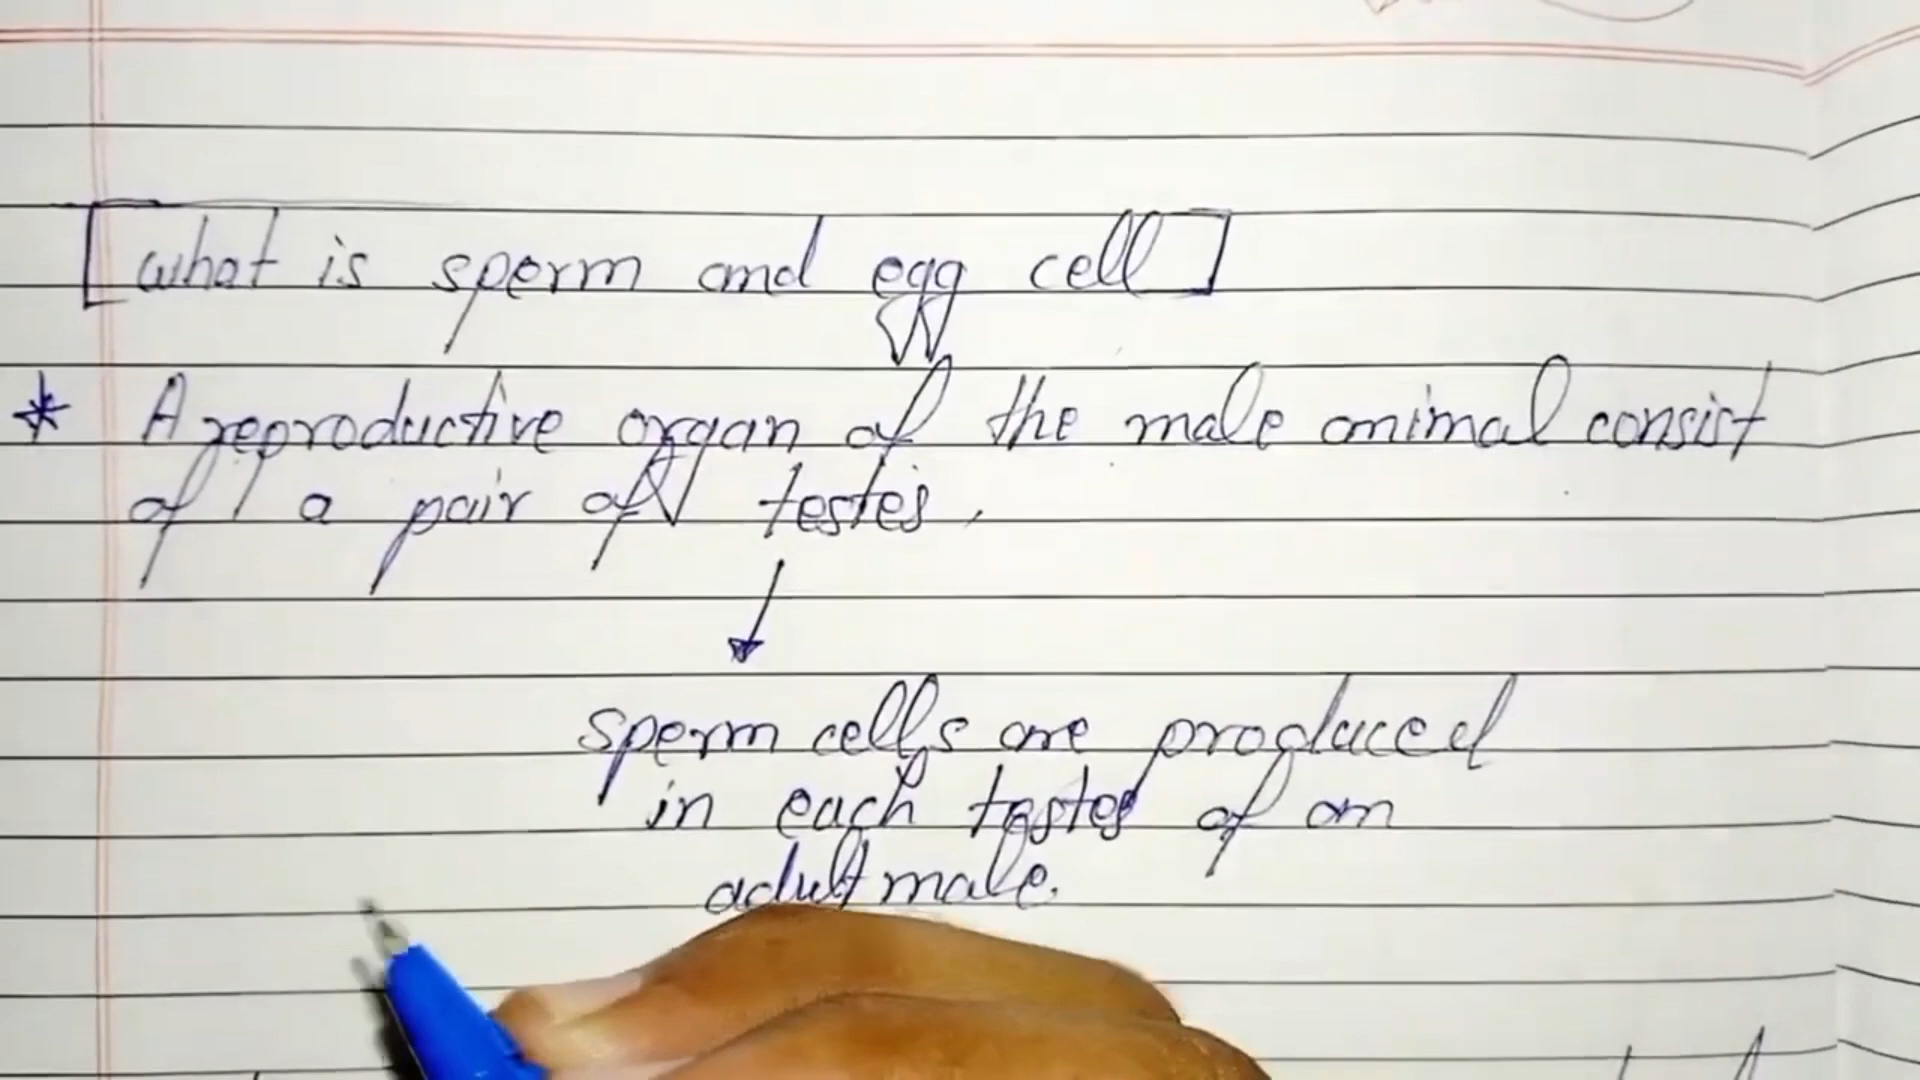 [what is sperm and egg cell]
* A reproductive organ of the male animal consist
of a pair of testes.
sperm cells are produced
in each testes of an
adult male.